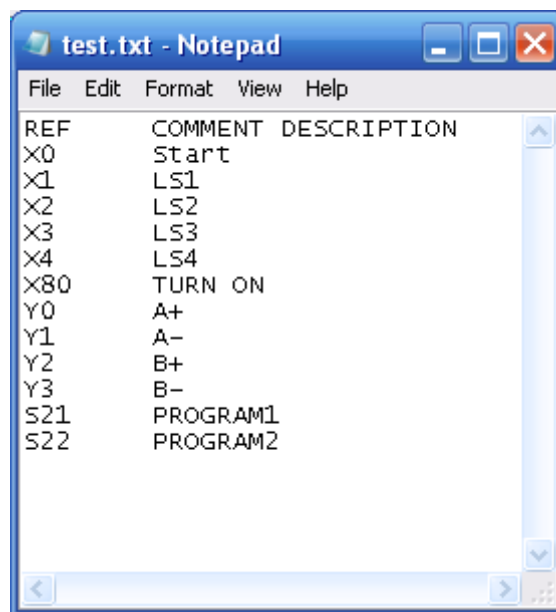 test.txt - Notepad
File Edit Format View Help
REF COMMENT DESCRIPTION
X0 Start
X1 LS1
X2 LS2
X3 LS3
X4 LS4
X80 TURN ON
Y0 A+
Y1 A-
Y2 B+
Y3 B-
S21 PROGRAM1
S22 PROGRAM2